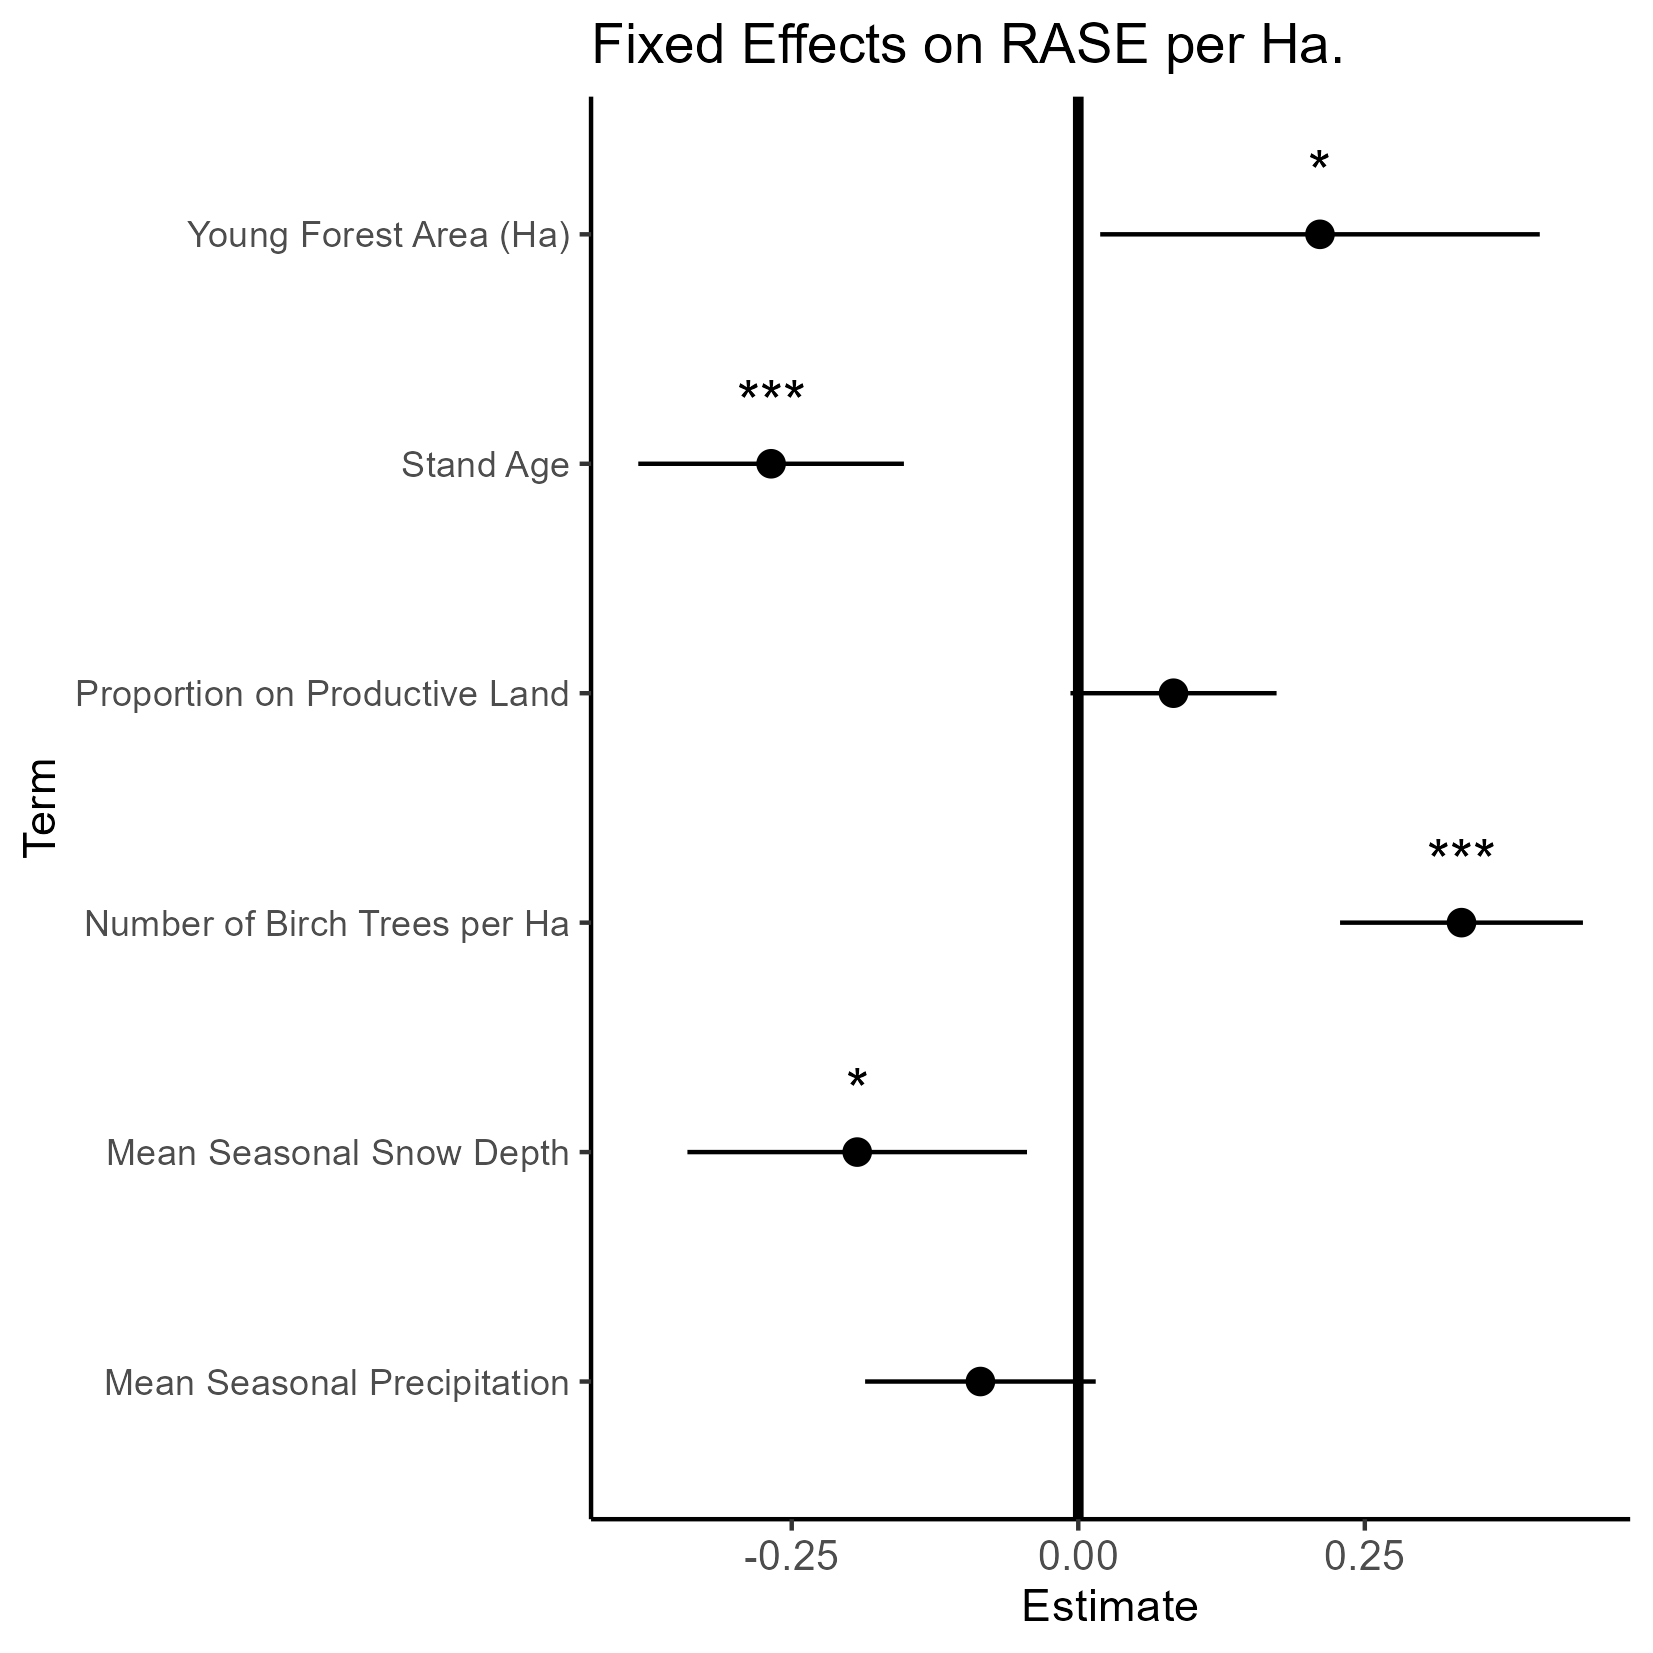 Fixed Effects on RASE per Ha.
*
Young Forest Area (Ha)
***
Stand Age
Proportion on Productive Land
***
Number of Birch Trees per Ha
*
Mean Seasonal Snow Depth
Mean Seasonal Precipitation
Term
-0.25 0.00 0.25
Estimate